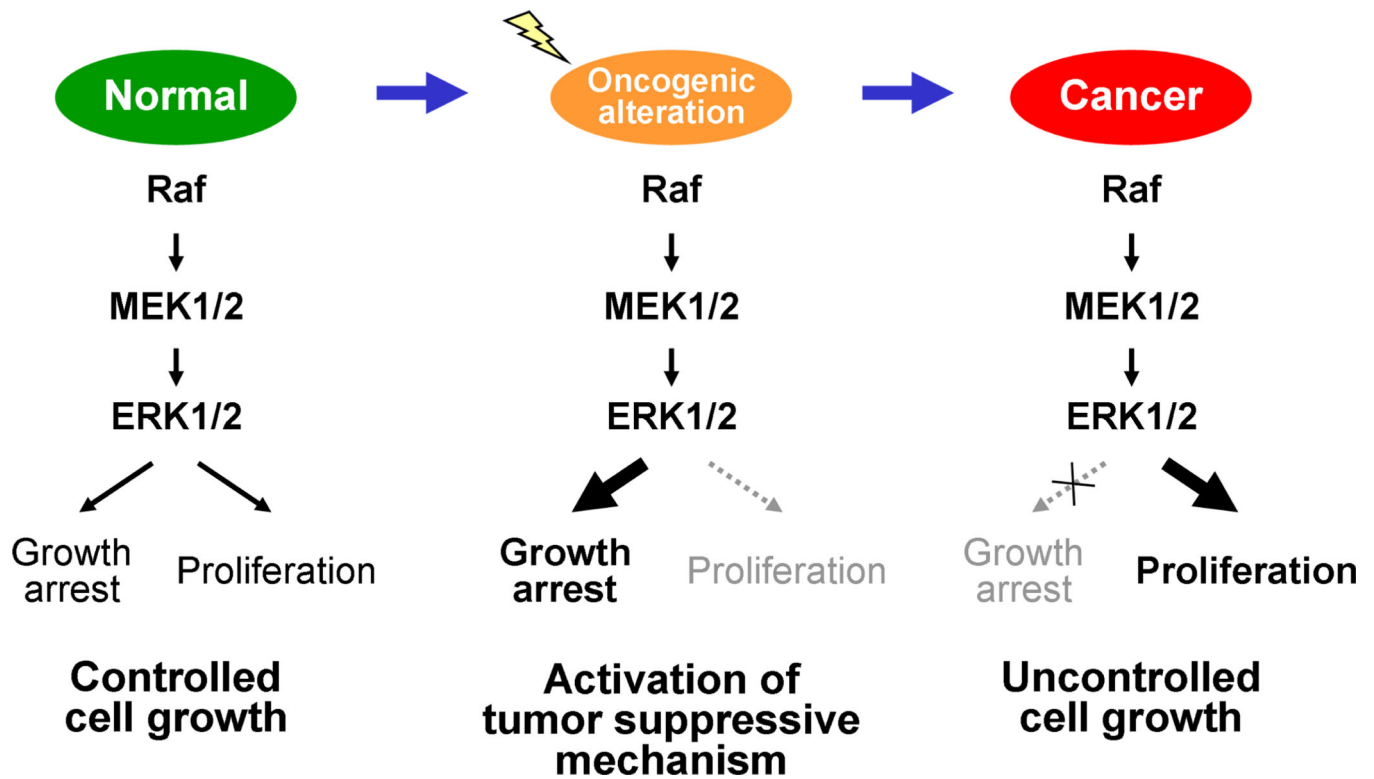 Normal
Raf
MEK1/2
ERK1/2
Growth
arrest
Proliferation
Controlled
cell growth
Oncogenic
alteration
Raf
MEK1/2
ERK1/2
Growth
arrest
Proliferation
Activation of
tumor suppressive
mechanism
Cancer
Raf
MEK1/2
ERK1/2
Growth
arrest
Proliferation
Uncontrolled
cell growth